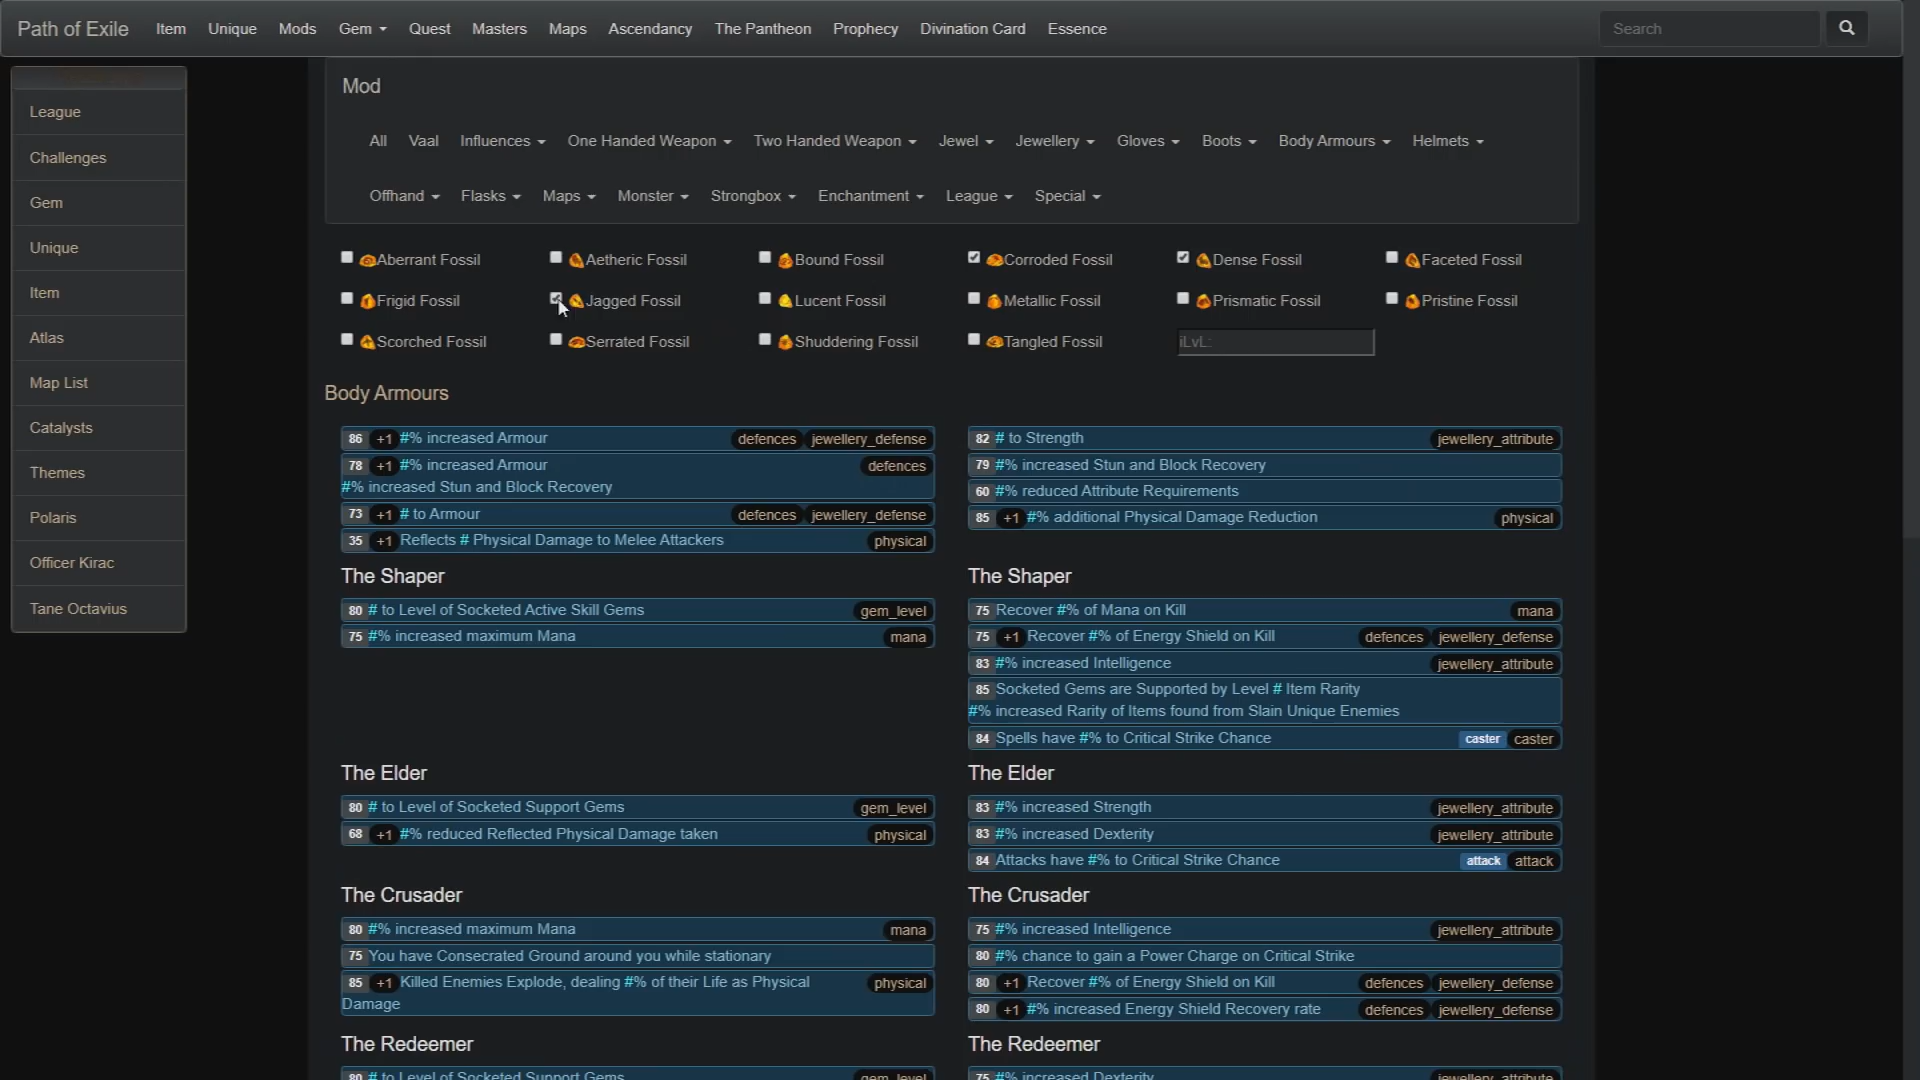 Path of Exile Item Unique Mods Gem Quest Masters Maps Ascendancy The Pantheon Prophecy Divination Card Essence Search
League
Challenges
Gem
Unique
Item
Atlas
Map List
Catalysts
Themes
Polaris
Officer Kirac
Tane Octavius
Mod
All Vaal Influences One Handed Weapon Two Handed Weapon Jewel Jewellery Gloves Boots Body Armours Helmets
Offhand Flasks Maps Monster Strongbox Enchantment League Special
Aberrant Fossil Aetheric Fossil Bound Fossil Corroded Fossil Dense Fossil Faceted Fossil
Frigid Fossil Jagged Fossil Lucent Fossil Metallic Fossil Prismatic Fossil Pristine Fossil
Scorched Fossil Serrated Fossil Shuddering Fossil Tangled Fossil iLvL:
Body Armours
86 +1 #% increased Armour defences jewellery_defense
78 +1 #% increased Armour defences
#% increased Stun and Block Recovery
73 +1 # to Armour defences jewellery_defense
35 +1 Reflects # Physical Damage to Melee Attackers physical
82 # to Strength jewellery_attribute
79 #% increased Stun and Block Recovery
60 #% reduced Attribute Requirements
85 +1 #% additional Physical Damage Reduction physical
The Shaper
80 # to Level of Socketed Active Skill Gems gem_level
75 #% increased maximum Mana mana
The Shaper
75 Recover #% of Mana on Kill mana
75 +1 Recover #% of Energy Shield on Kill defences jewellery_defense
83 #% increased Intelligence jewellery_attribute
85 Socketed Gems are Supported by Level # Item Rarity
#% increased Rarity of Items found from Slain Unique Enemies
84 Spells have #% to Critical Strike Chance caster caster
The Elder
80 # to Level of Socketed Support Gems gem_level
68 +1 #% reduced Reflected Physical Damage taken physical
The Elder
83 #% increased Strength jewellery_attribute
83 #% increased Dexterity jewellery_attribute
84 Attacks have #% to Critical Strike Chance attack attack
The Crusader
80 #% increased maximum Mana mana
75 You have Consecrated Ground around you while stationary
85 +1 Killed Enemies Explode, dealing #% of their Life as Physical physical
Damage
The Crusader
75 #% increased Intelligence jewellery_attribute
80 #% chance to gain a Power Charge on Critical Strike
80 +1 Recover #% of Energy Shield on Kill defences jewellery_defense
80 +1 #% increased Energy Shield Recovery rate defences jewellery_defense
The Redeemer
80 # to Level of Socketed Support Gems gem_level
The Redeemer
75 #% increased Dexterity jewellery_attribute